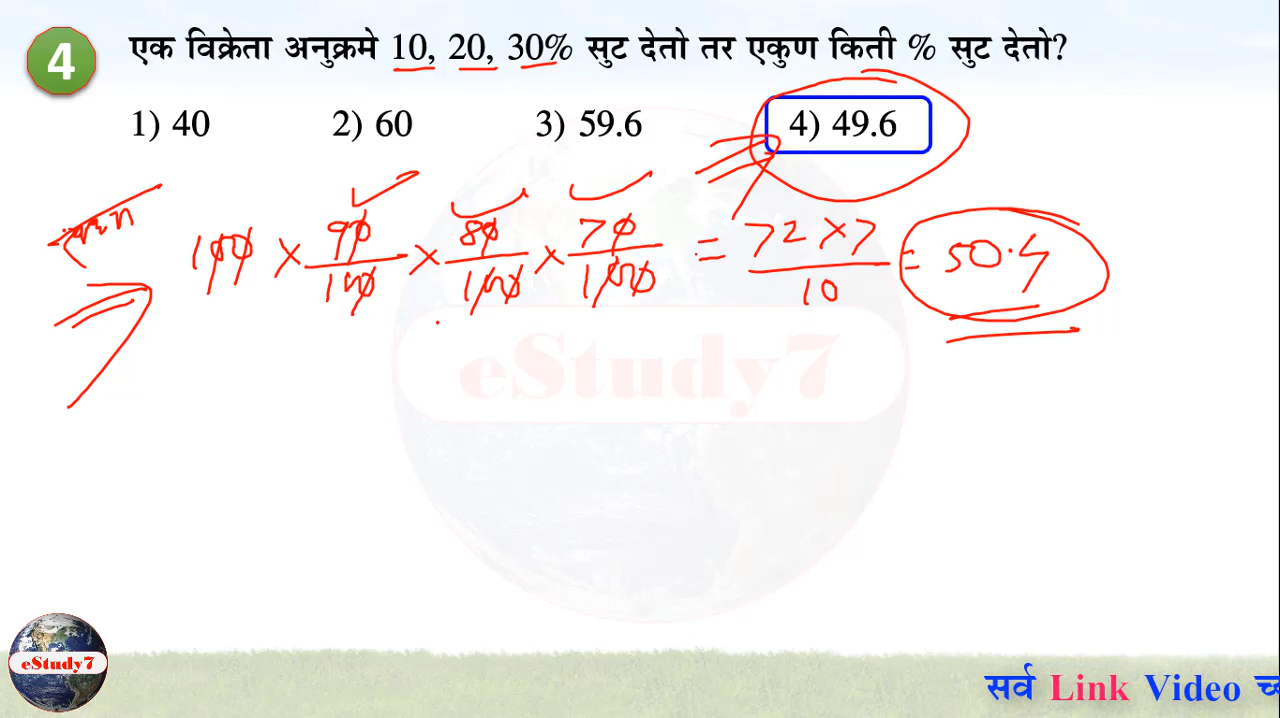 4 एक विक्रेता अनुक्रमे 10, 20, 30% सुट देतो तर एकुण किती % सुट देतो?
1) 40 2) 60 3) 59.6 4) 49.6
100 × 90/100 × 80/100 × 70/100 = 72×7/10 = 50.4
eStudy7
eStudy7
सर्व Link Video